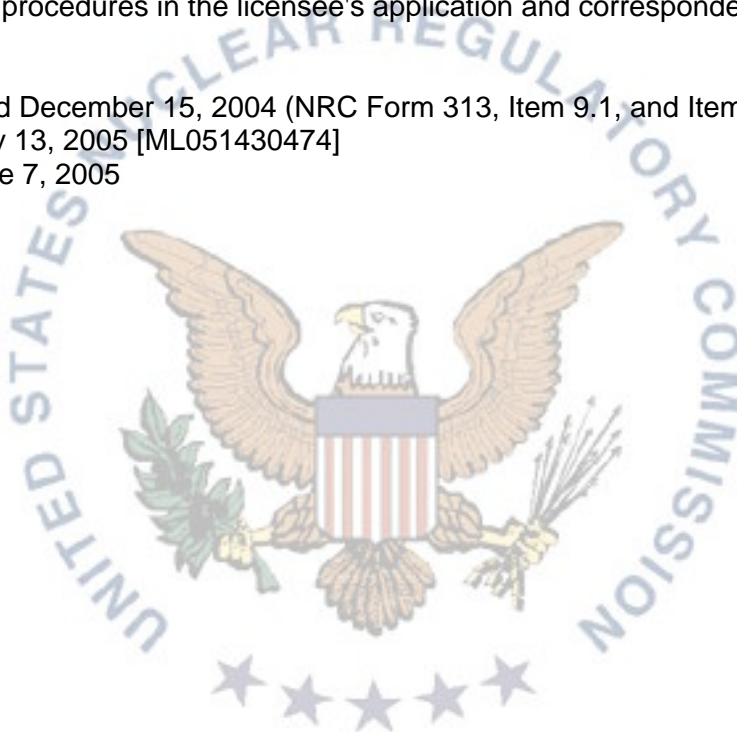 procedures in the licensee's application and corresponde
d December 15, 2004 (NRC Form 313, Item 9.1, and Item
y 13, 2005 [ML051430474]
e 7, 2005
UNITED STATES NUCLEAR REGULATORY COMMISSION